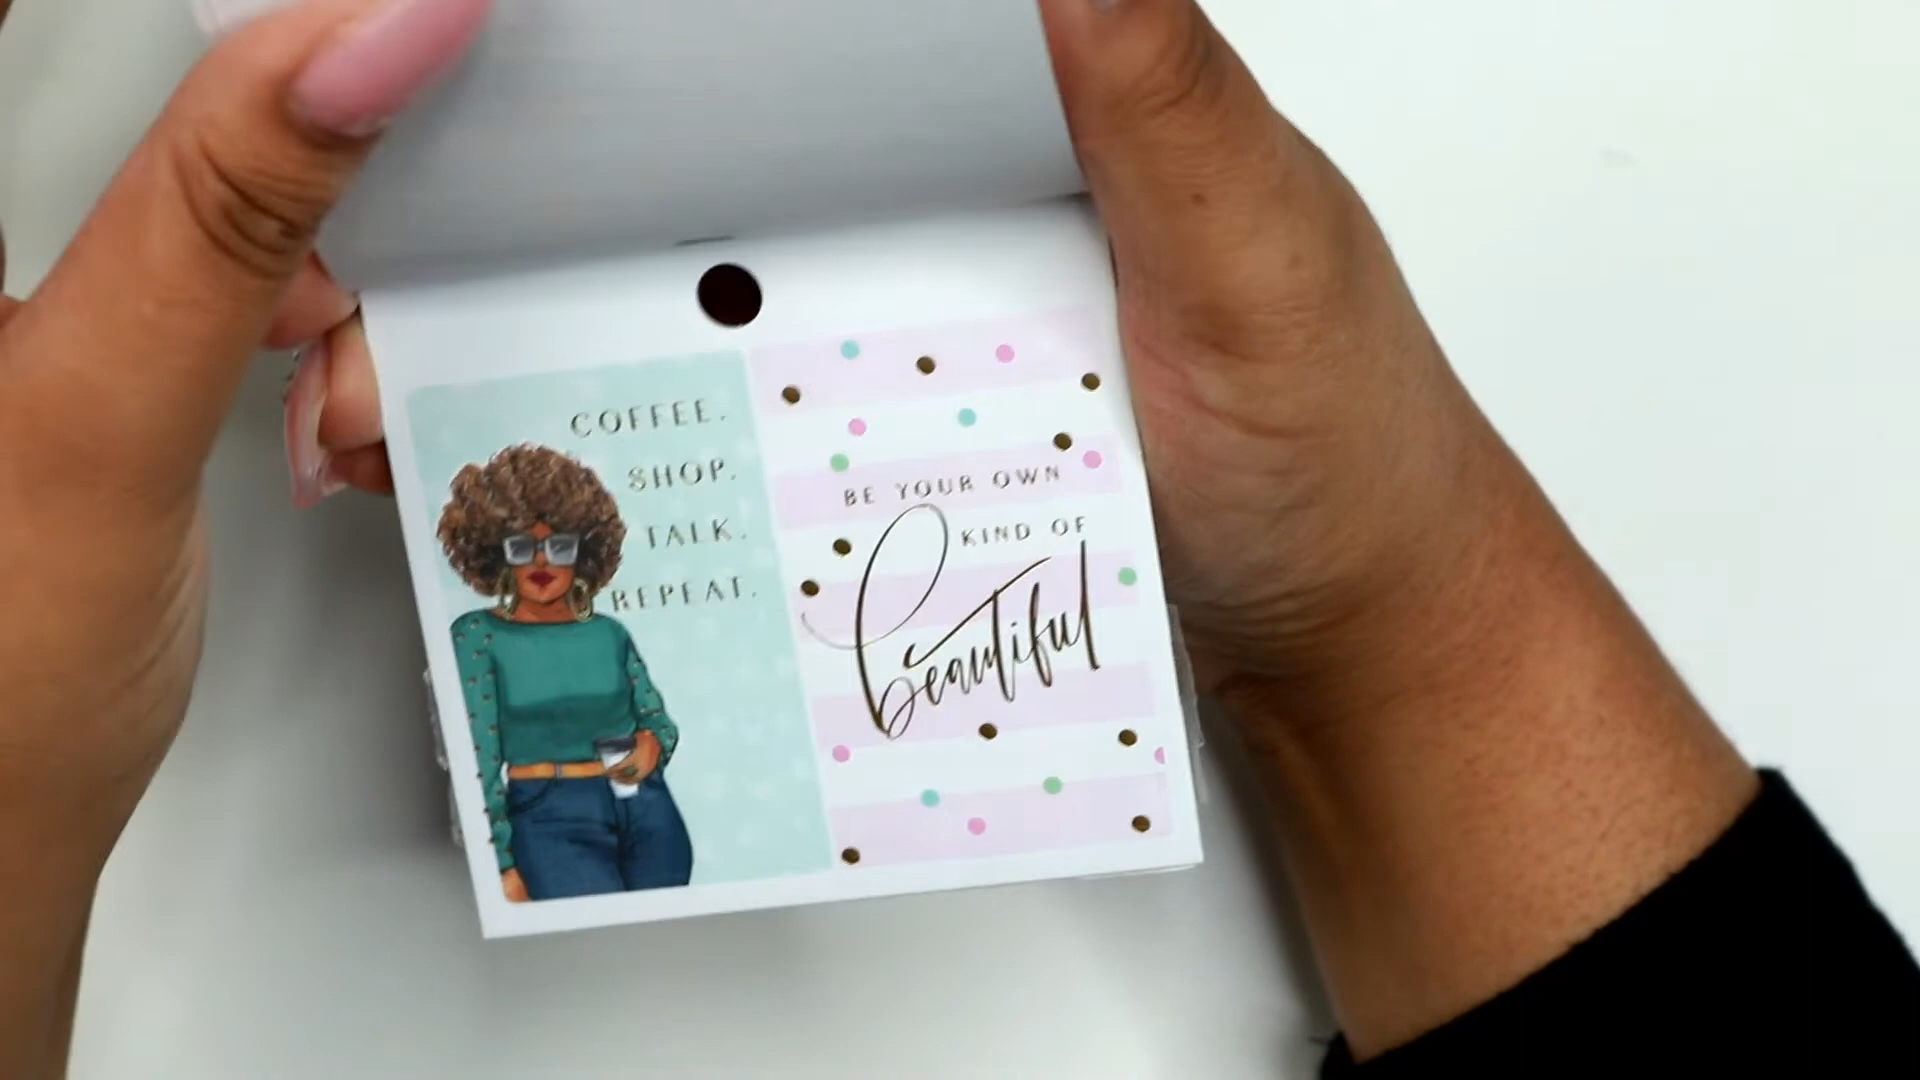 COFFEE.
SHOP.
TALK.
REPEAT.
BE YOUR OWN
KIND OF
beautiful